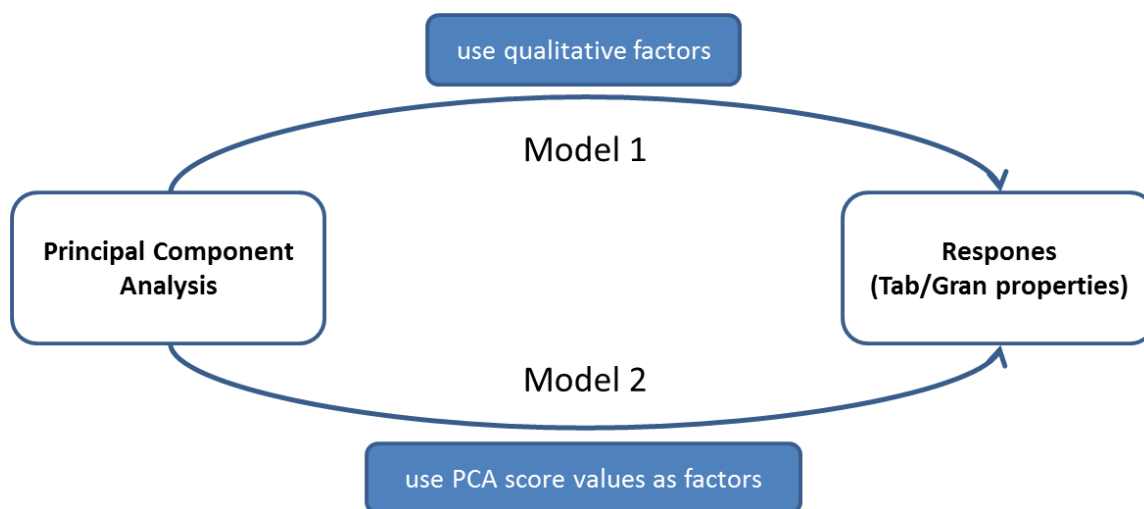 use qualitative factors
Model 1
Principal Component
Analysis
Respones
(Tab/Gran properties)
Model 2
use PCA score values as factors